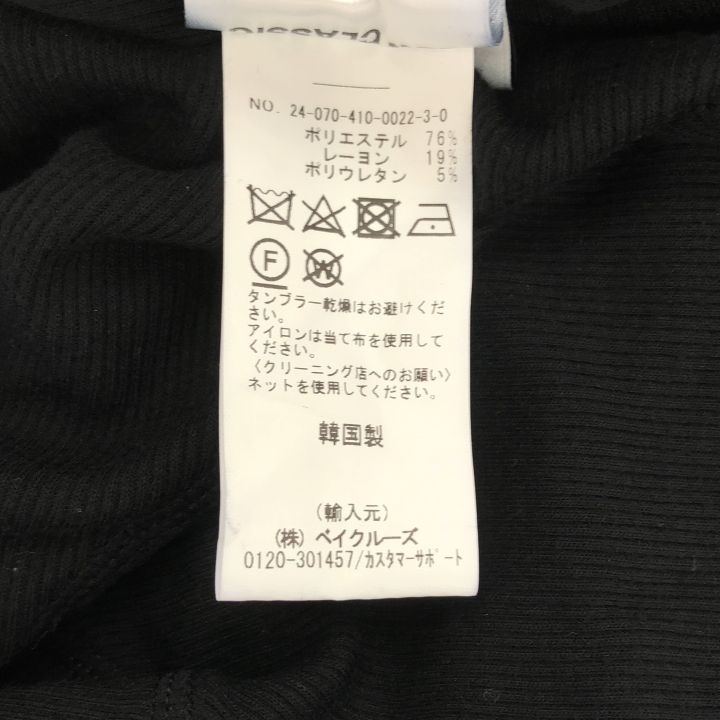 CLASSIC
NO. 24-070-410-0022-3-0
ポリエステル 76%
レーヨン 19%
ポリウレタン 5%
F
W
タンブラー乾燥はお避けくだ
さい。
アイロンは当て布を使用して
ください。
〈クリーニング店へのお願い〉
ネットを使用してください。
韓国製
(輸入元)
(株) ベイクルーズ
0120-301457/カスタマーサポート